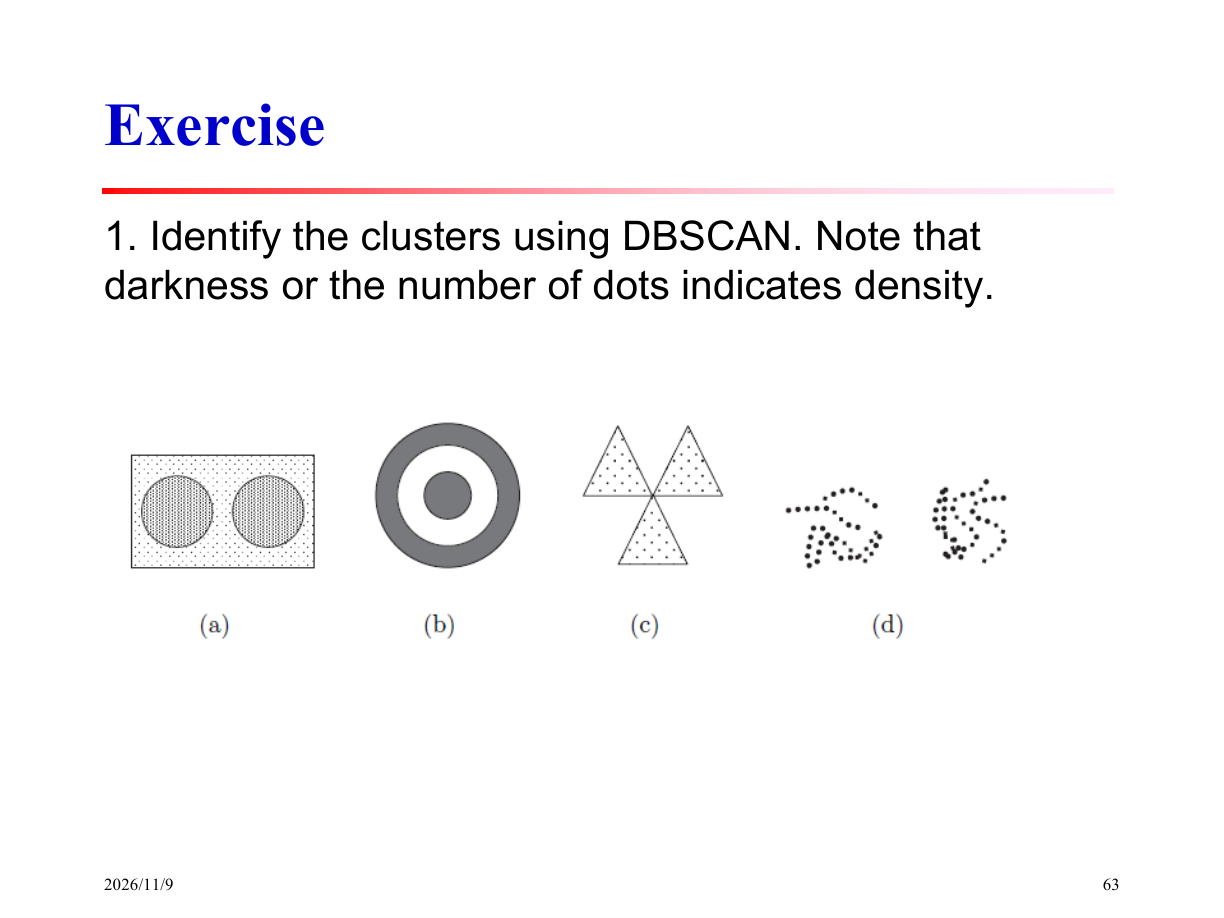 Exercise
1. Identify the clusters using DBSCAN. Note that
darkness or the number of dots indicates density.
(a) (b) (c) (d)
2026/11/9 63